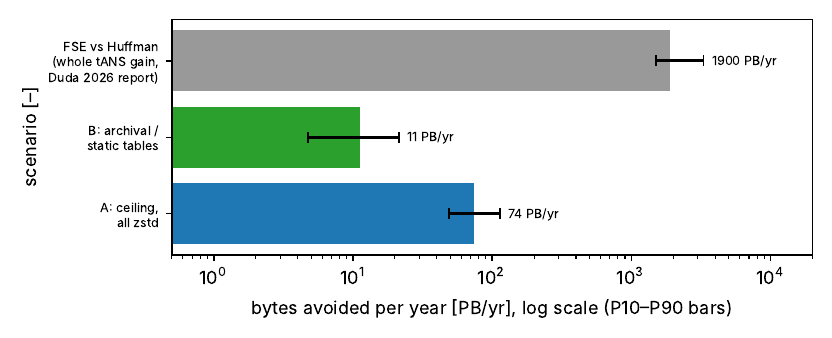 FSE vs Huffman
(whole tANS gain,
Duda 2026 report)
1900 PB/yr
B: archival /
static tables
11 PB/yr
A: ceiling,
all zstd
74 PB/yr
scenario [–]
10⁰ 10¹ 10² 10³ 10⁴
bytes avoided per year [PB/yr], log scale (P10–P90 bars)